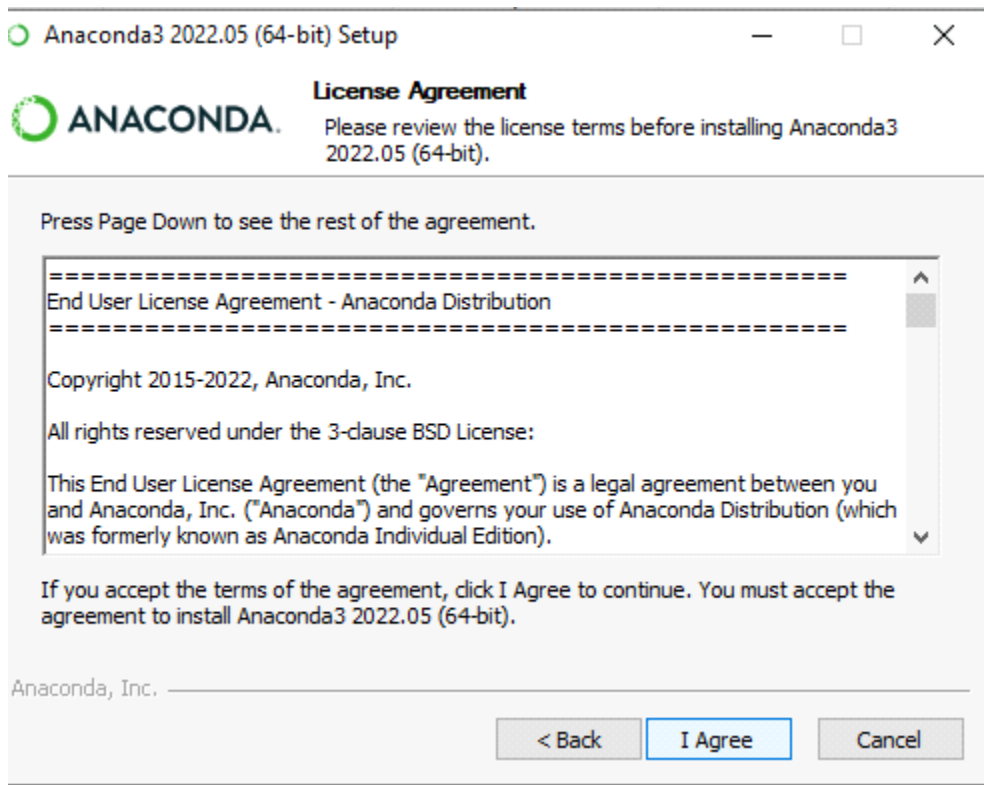 Anaconda3 2022.05 (64-bit) Setup
ANACONDA.
License Agreement
Please review the license terms before installing Anaconda3
2022.05 (64-bit).
Press Page Down to see the rest of the agreement.
==================================================
End User License Agreement - Anaconda Distribution
==================================================
Copyright 2015-2022, Anaconda, Inc.
All rights reserved under the 3-clause BSD License:
This End User License Agreement (the "Agreement") is a legal agreement between you
and Anaconda, Inc. ("Anaconda") and governs your use of Anaconda Distribution (which
was formerly known as Anaconda Individual Edition).
If you accept the terms of the agreement, click I Agree to continue. You must accept the
agreement to install Anaconda3 2022.05 (64-bit).
Anaconda, Inc.
< Back
I Agree
Cancel